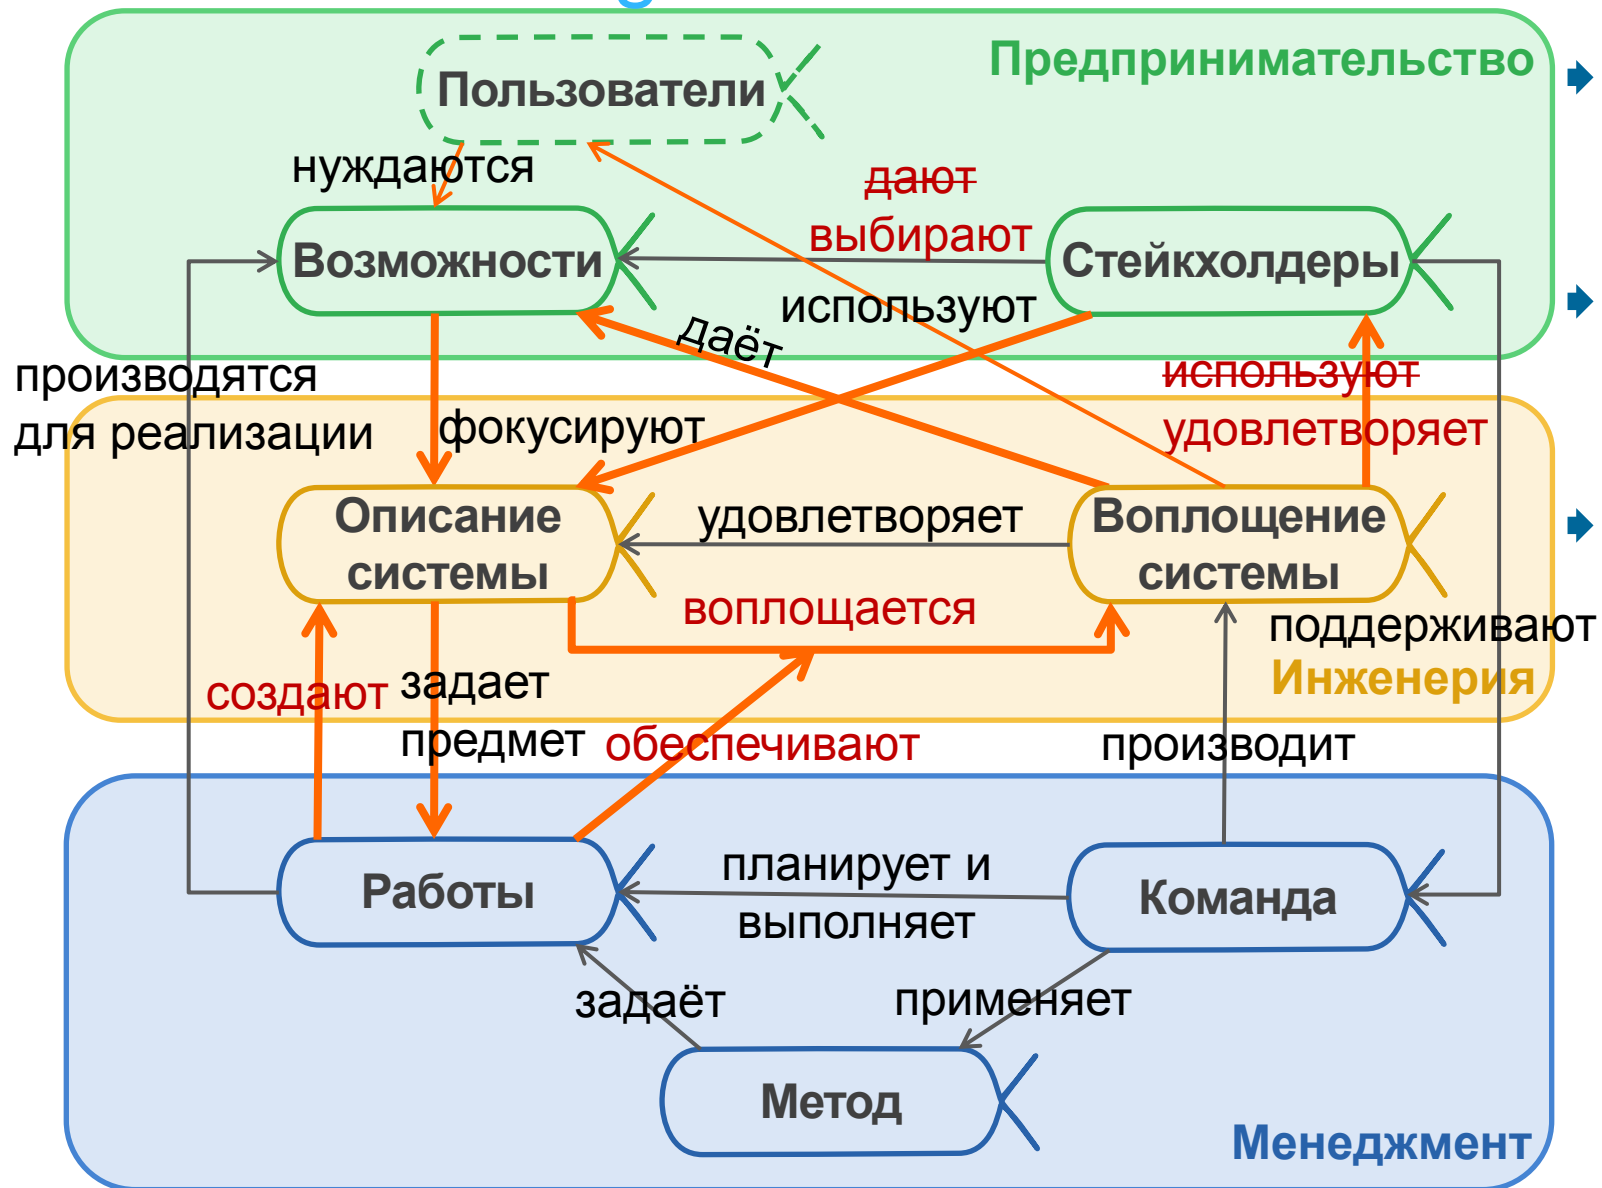 Предпринимательство
Пользователи
нуждаются
дают
выбирают
Возможности
Стейкхолдеры
используют
даёт
производятся
для реализации
используют
удовлетворяет
фокусируют
Описание
системы
удовлетворяет
Воплощение
системы
воплощается
поддерживают
Инженерия
создают
задает
предмет
обеспечивают
производит
Работы
планирует и
выполняет
Команда
задаёт
применяет
Метод
Менеджмент